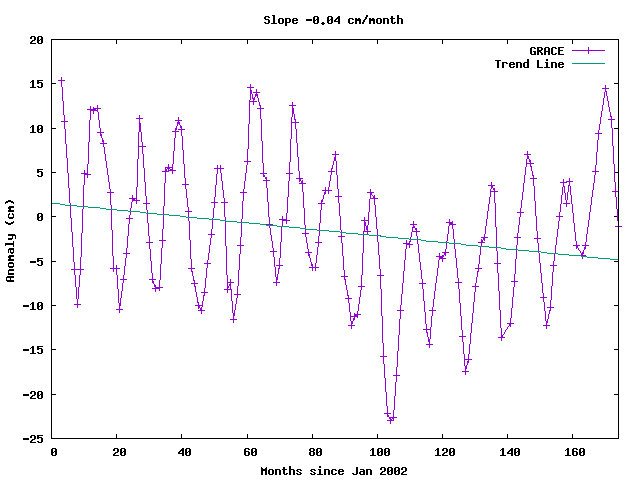 Slope -0.04 cm/month
GRACE
Trend Line
20
15
10
5
0
-5
-10
-15
-20
-25
Anomaly (cm)
0 20 40 60 80 100 120 140 160
Months since Jan 2002